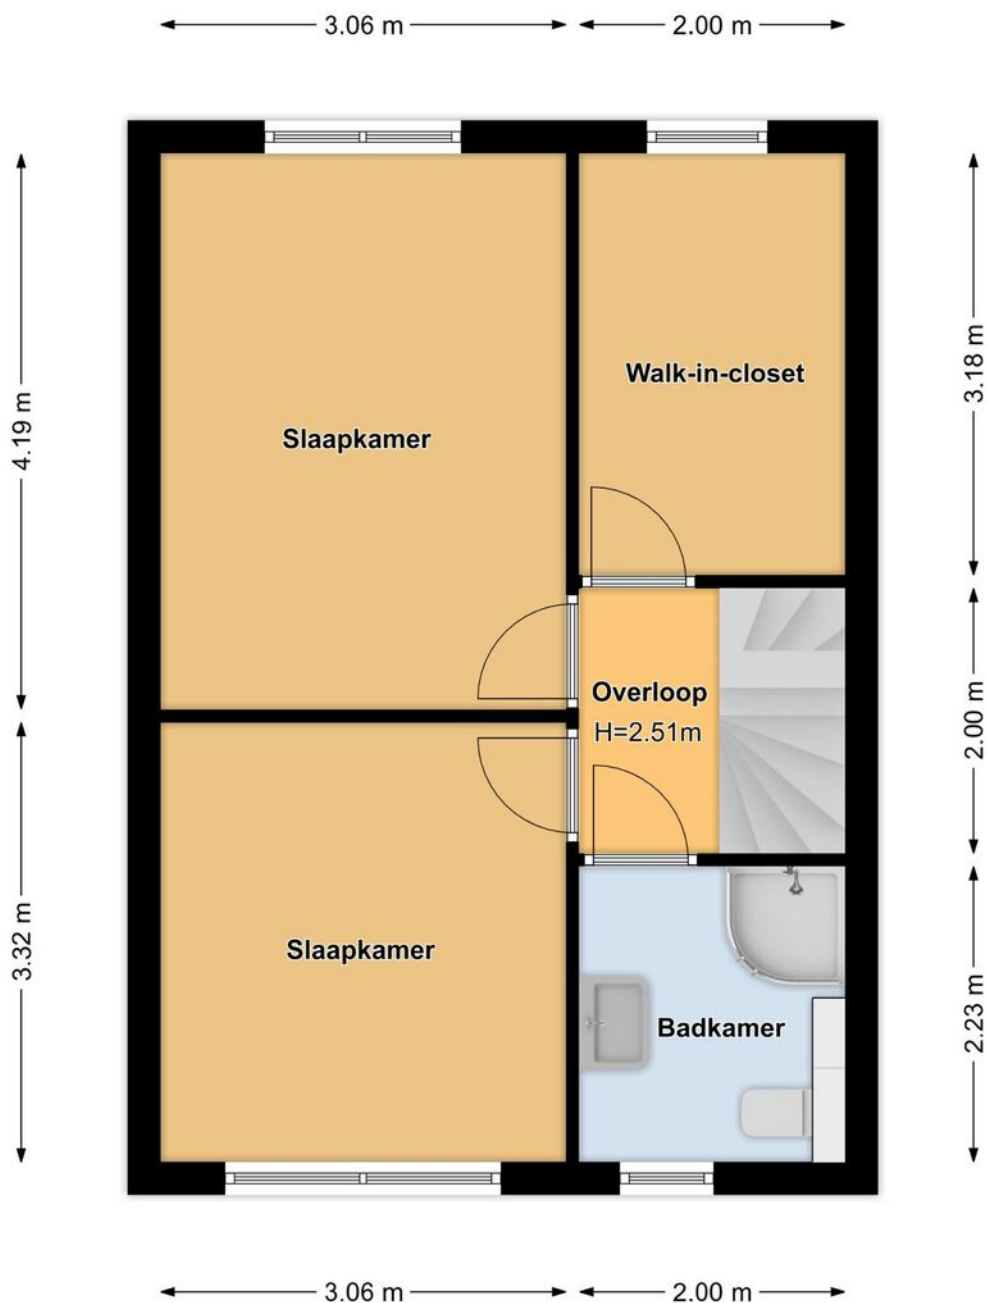 3.06 m
2.00 m
4.19 m
3.18 m
Walk-in-closet
Slaapkamer
Overloop
H=2.51m
2.00 m
3.32 m
Slaapkamer
Badkamer
2.23 m
3.06 m
2.00 m